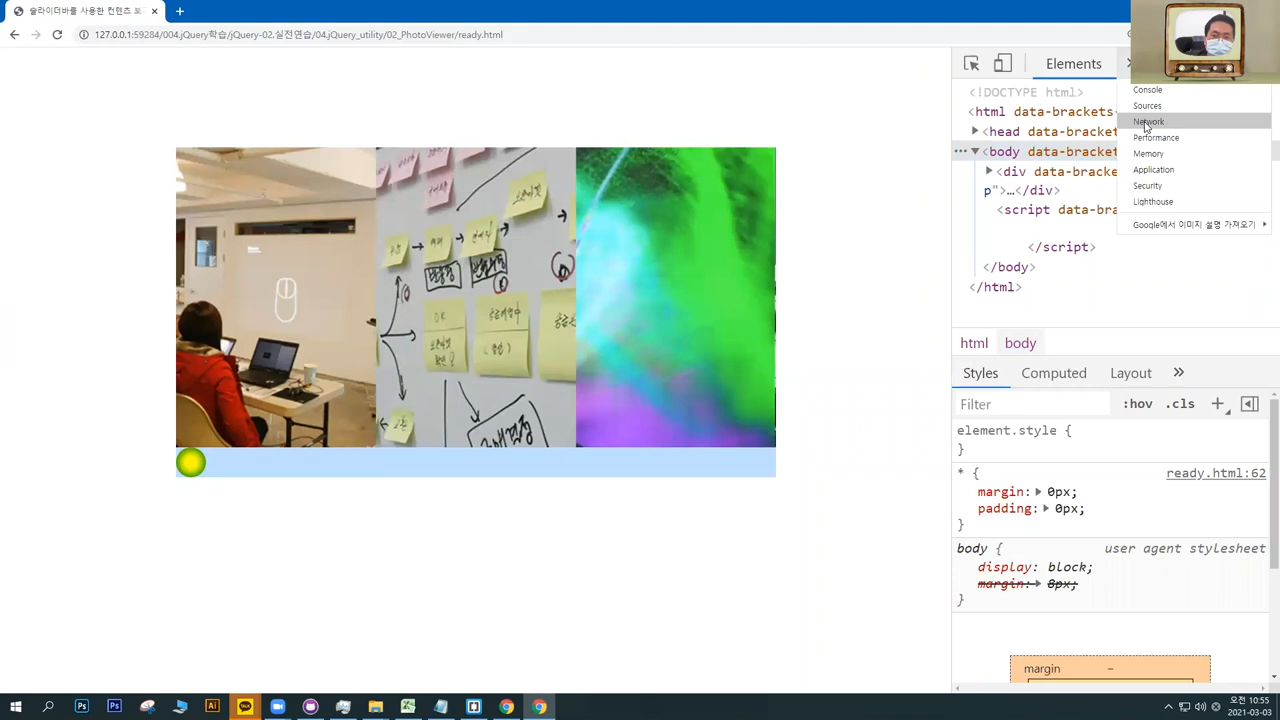 슬라이더바를 사용한 컨텐츠 보
127.0.0.1:59284/004.jQuery학습/jQuery-02.실전연습/04.jQuery_utility/02_PhotoViewer/ready.html
Elements
Console
Sources
Network
Performance
Memory
Application
Security
Lighthouse
Google에서 이미지 설명 가져오기
<!DOCTYPE html>
<html data-brackets
<head data-bracket
<body data-bracket
<div data-bracke
p">…</div>
<script data-bra
</script>
</body>
</html>
html body
Styles Computed Layout
Filter :hov .cls
element.style {
}
* { ready.html:62
margin: 0px;
padding: 0px;
}
body { user agent stylesheet
display: block;
margin: 8px;
}
margin –
OK
Ps Ps Ai TALK
오전 10:55
2021-03-03